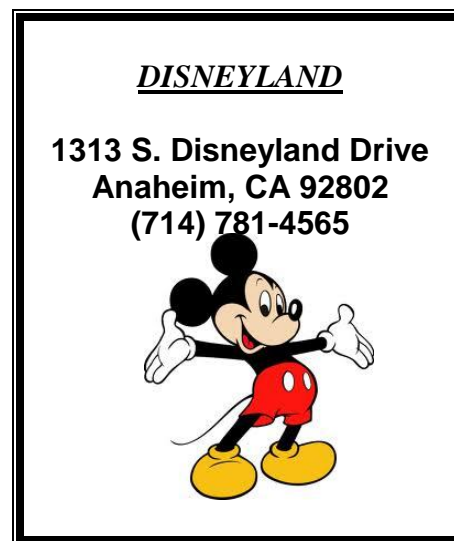 DISNEYLAND
1313 S. Disneyland Drive
Anaheim, CA 92802
(714) 781-4565